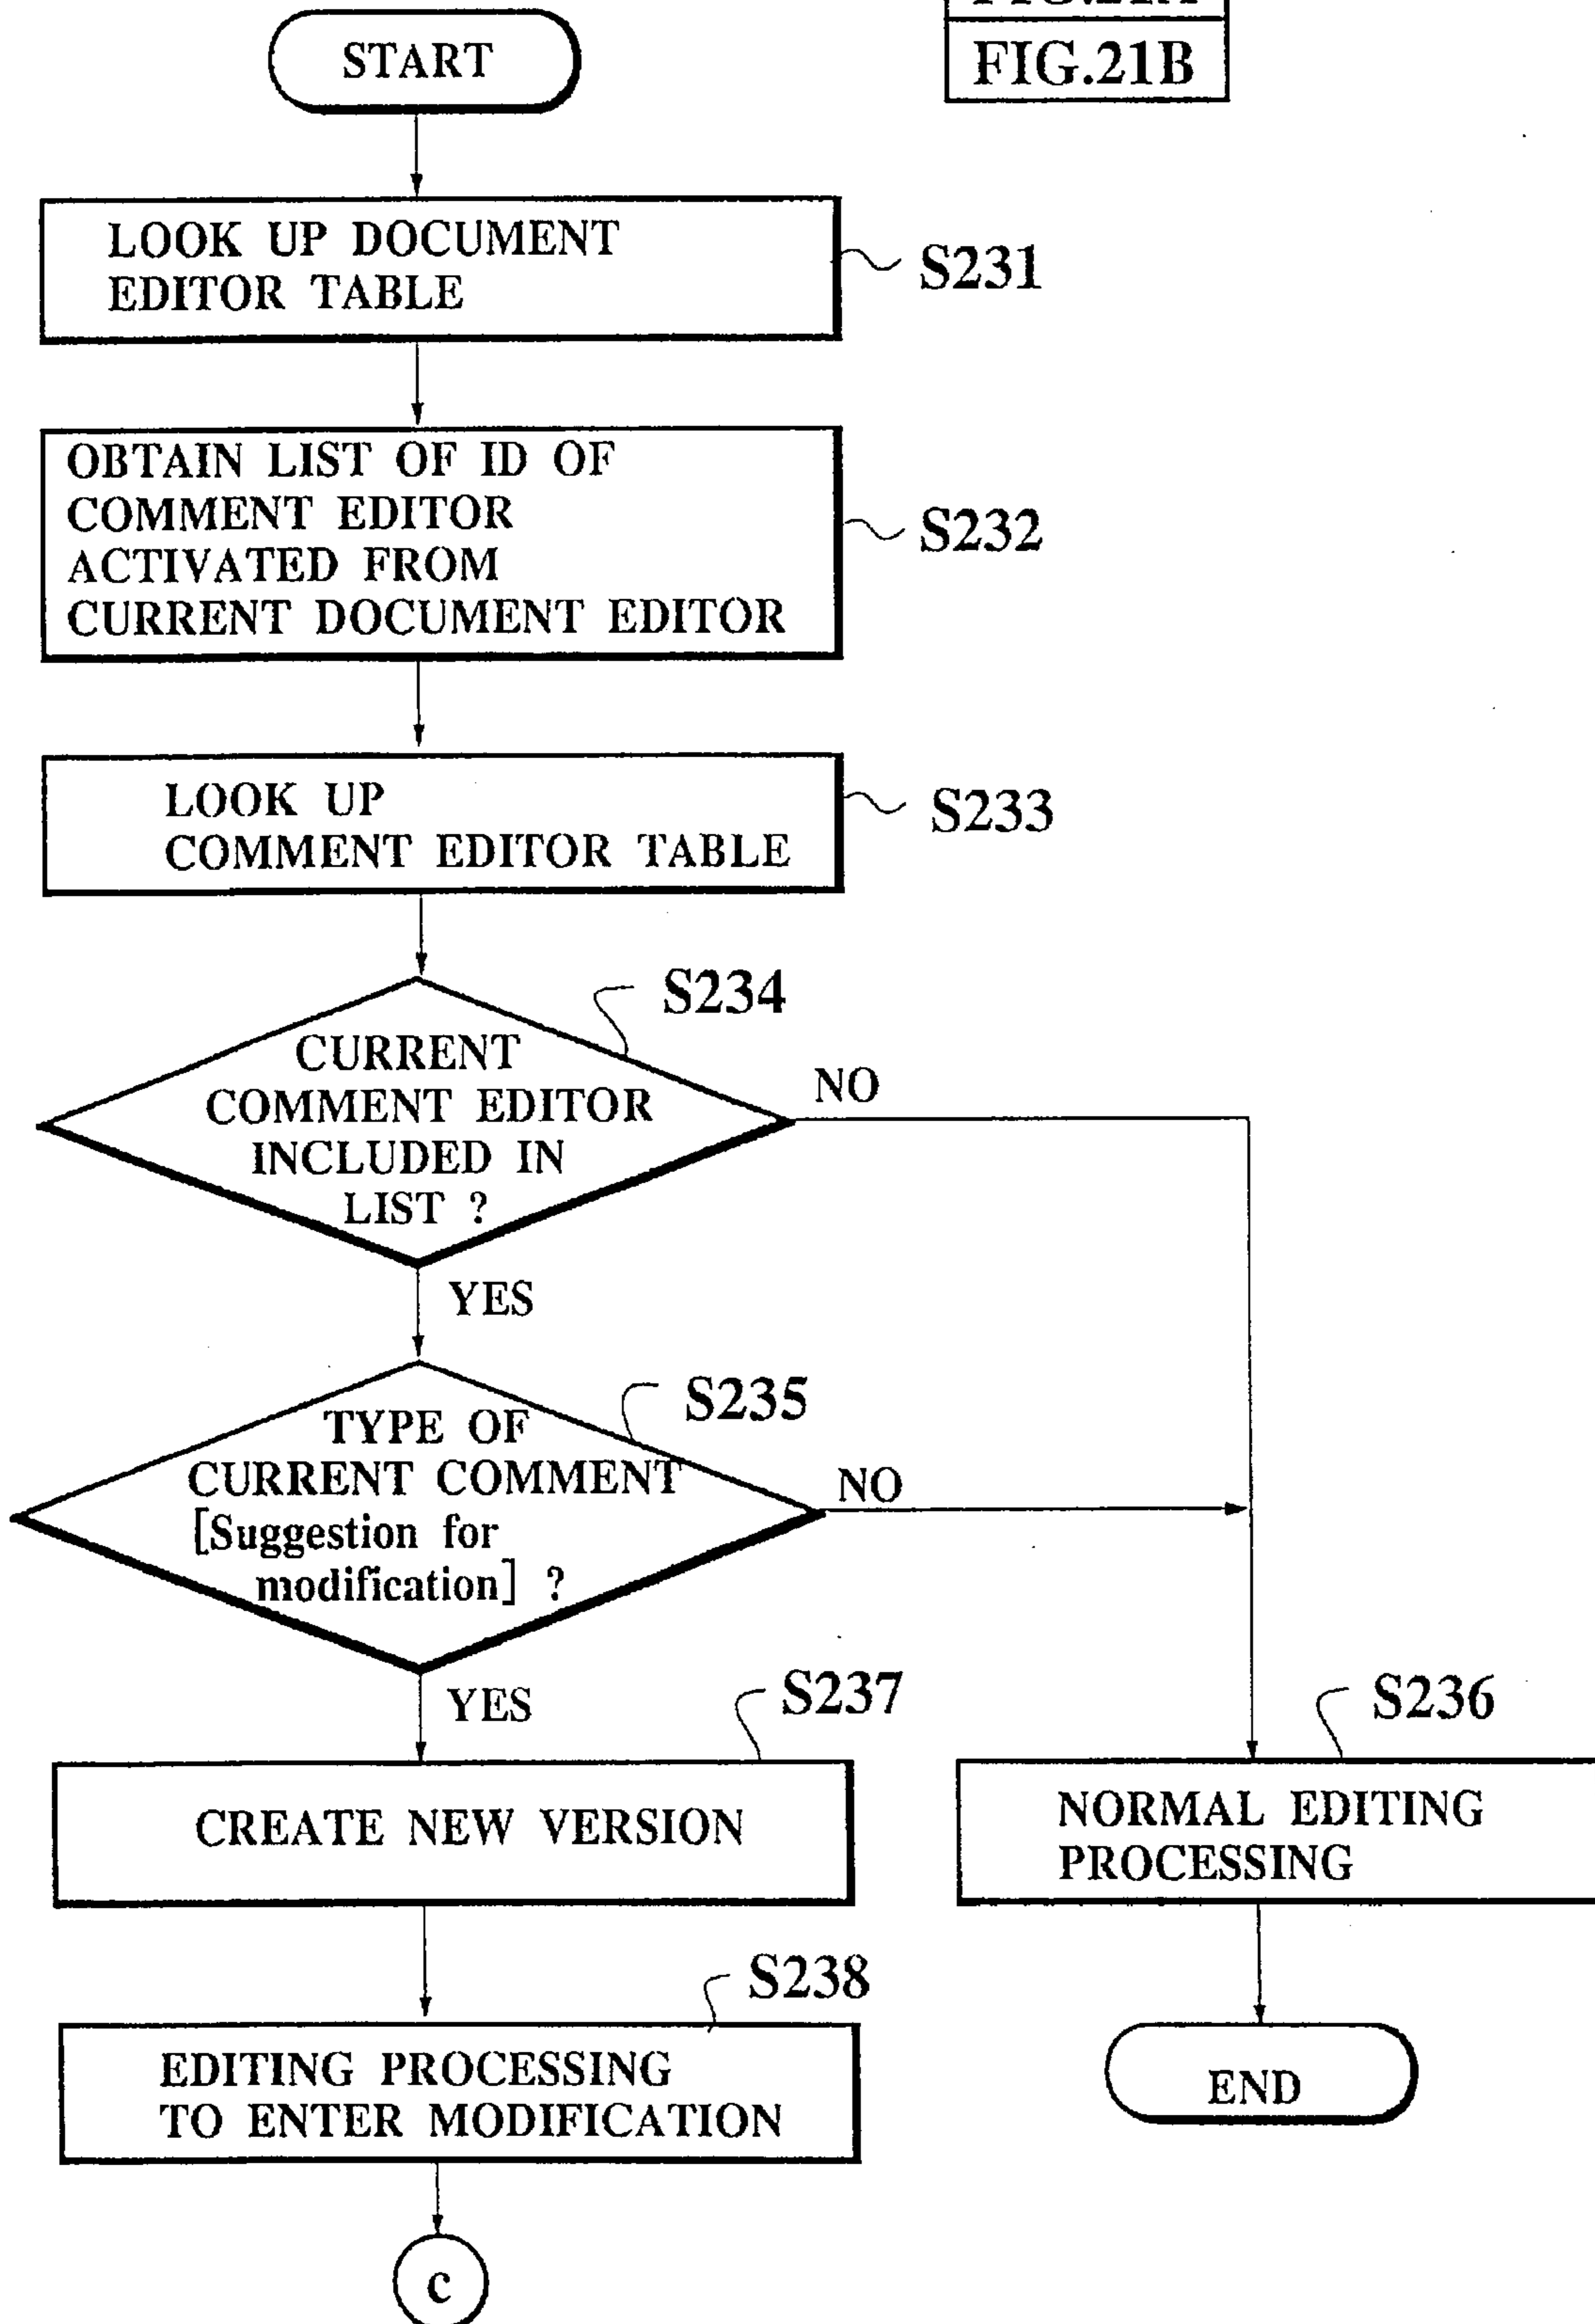 START
FIG.21B
LOOK UP DOCUMENT
EDITOR TABLE
S231
OBTAIN LIST OF ID OF
COMMENT EDITOR
ACTIVATED FROM
CURRENT DOCUMENT EDITOR
S232
LOOK UP
COMMENT EDITOR TABLE
S233
S234
CURRENT
COMMENT EDITOR
INCLUDED IN
LIST ?
NO
YES
S235
TYPE OF
CURRENT COMMENT
[Suggestion for
modification] ?
NO
YES
S237
S236
CREATE NEW VERSION
NORMAL EDITING
PROCESSING
S238
EDITING PROCESSING
TO ENTER MODIFICATION
END
c